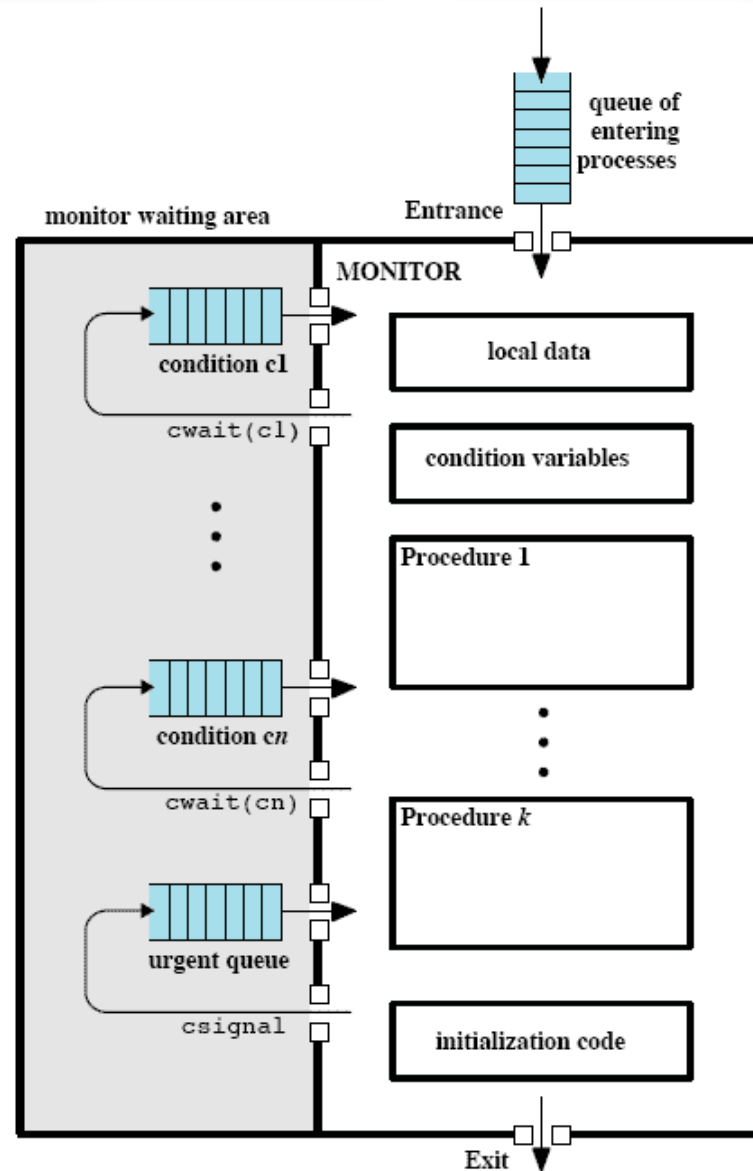 queue of
entering
processes
Entrance
monitor waiting area
MONITOR
condition c1
cwait(c1)
local data
condition variables
Procedure 1
condition cn
cwait(cn)
Procedure k
urgent queue
csignal
initialization code
Exit